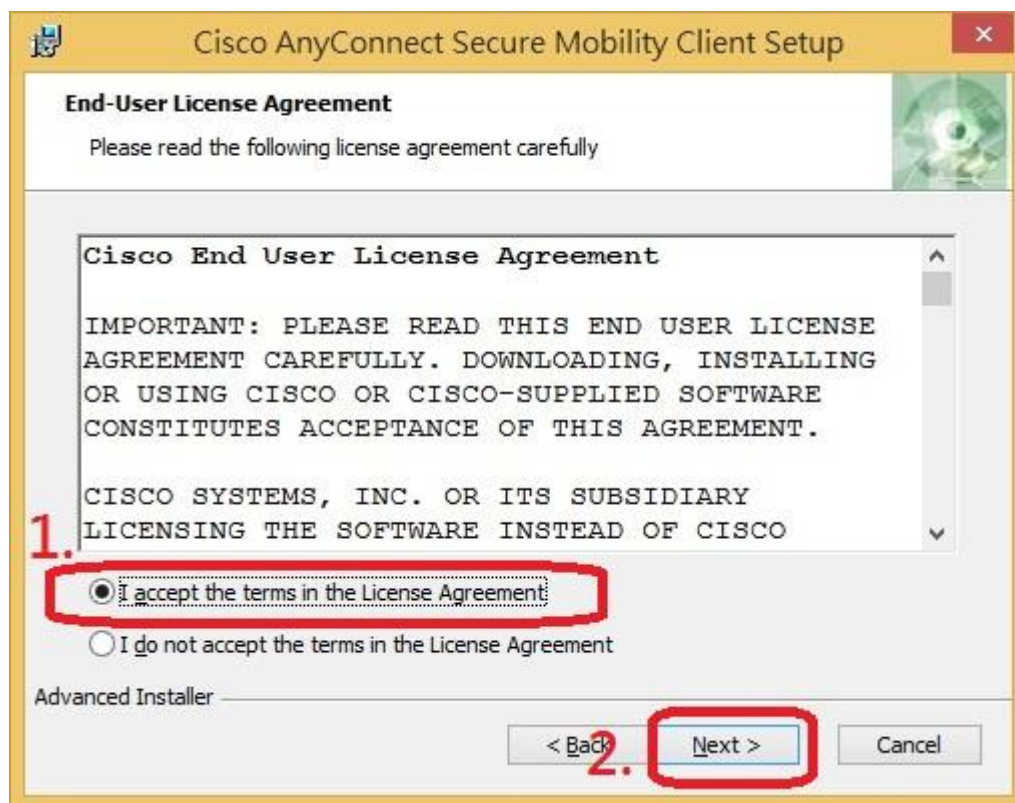 Cisco AnyConnect Secure Mobility Client Setup
End-User License Agreement
Please read the following license agreement carefully
Cisco End User License Agreement
IMPORTANT: PLEASE READ THIS END USER LICENSE
AGREEMENT CAREFULLY. DOWNLOADING, INSTALLING
OR USING CISCO OR CISCO-SUPPLIED SOFTWARE
CONSTITUTES ACCEPTANCE OF THIS AGREEMENT.
CISCO SYSTEMS, INC. OR ITS SUBSIDIARY
LICENSING THE SOFTWARE INSTEAD OF CISCO
1.
I accept the terms in the License Agreement
I do not accept the terms in the License Agreement
Advanced Installer
< Back 2. Next > Cancel